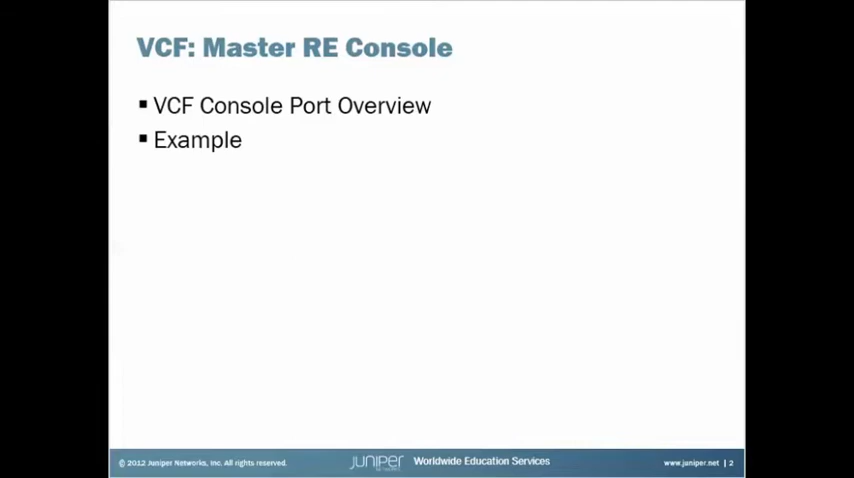 VCF: Master RE Console
▪ VCF Console Port Overview
▪ Example
© 2012 Juniper Networks, Inc. All rights reserved.
JUNIPER NETWORKS
Worldwide Education Services
www.juniper.net | 2